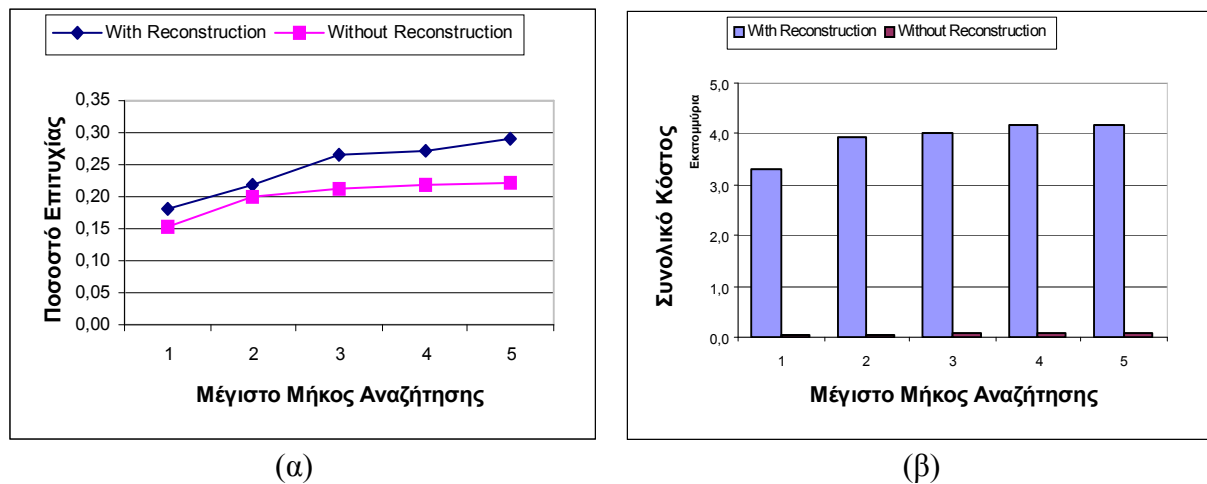 With Reconstruction Without Reconstruction
Ποσοστό Επιτυχίας
0,35
0,30
0,25
0,20
0,15
0,10
0,05
0,00
1 2 3 4 5
Μέγιστο Μήκος Αναζήτησης
(α)
With Reconstruction Without Reconstruction
Συνολικό Κόστος
Εκατομμύρια
5,0
4,0
3,0
2,0
1,0
0,0
1 2 3 4 5
Μέγιστο Μήκος Αναζήτησης
(β)